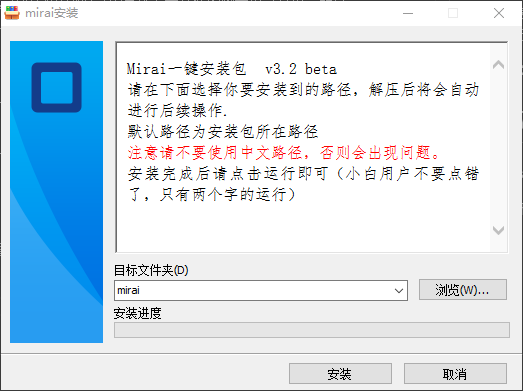 mirai安装
Mirai一键安装包 v3.2 beta
请在下面选择你要安装到的路径，解压后将会自动
进行后续操作.
默认路径为安装包所在路径
注意请不要使用中文路径，否则会出现问题。
安装完成后请点击运行即可（小白用户不要点错
了，只有两个字的运行）
目标文件夹(D)
mirai
浏览(W)...
安装进度
安装
取消